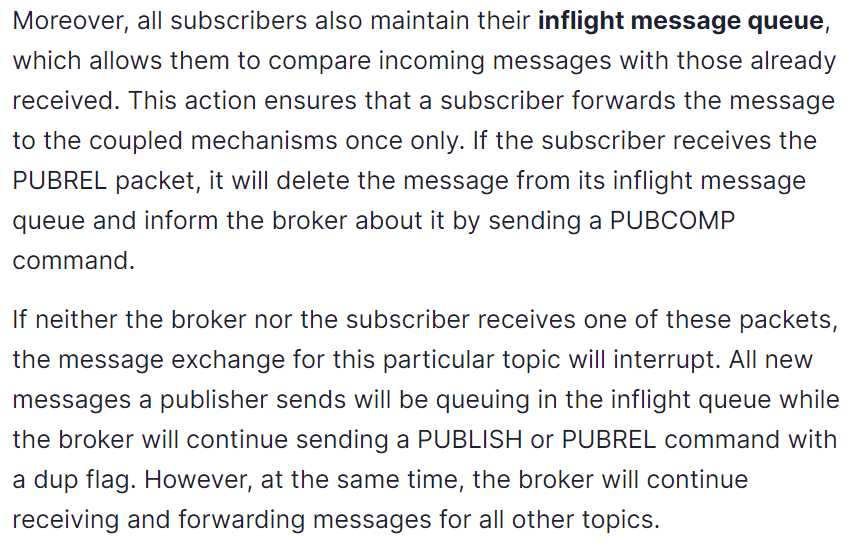 Moreover, all subscribers also maintain their inflight message queue,
which allows them to compare incoming messages with those already
received. This action ensures that a subscriber forwards the message
to the coupled mechanisms once only. If the subscriber receives the
PUBREL packet, it will delete the message from its inflight message
queue and inform the broker about it by sending a PUBCOMP
command.
If neither the broker nor the subscriber receives one of these packets,
the message exchange for this particular topic will interrupt. All new
messages a publisher sends will be queuing in the inflight queue while
the broker will continue sending a PUBLISH or PUBREL command with
a dup flag. However, at the same time, the broker will continue
receiving and forwarding messages for all other topics.